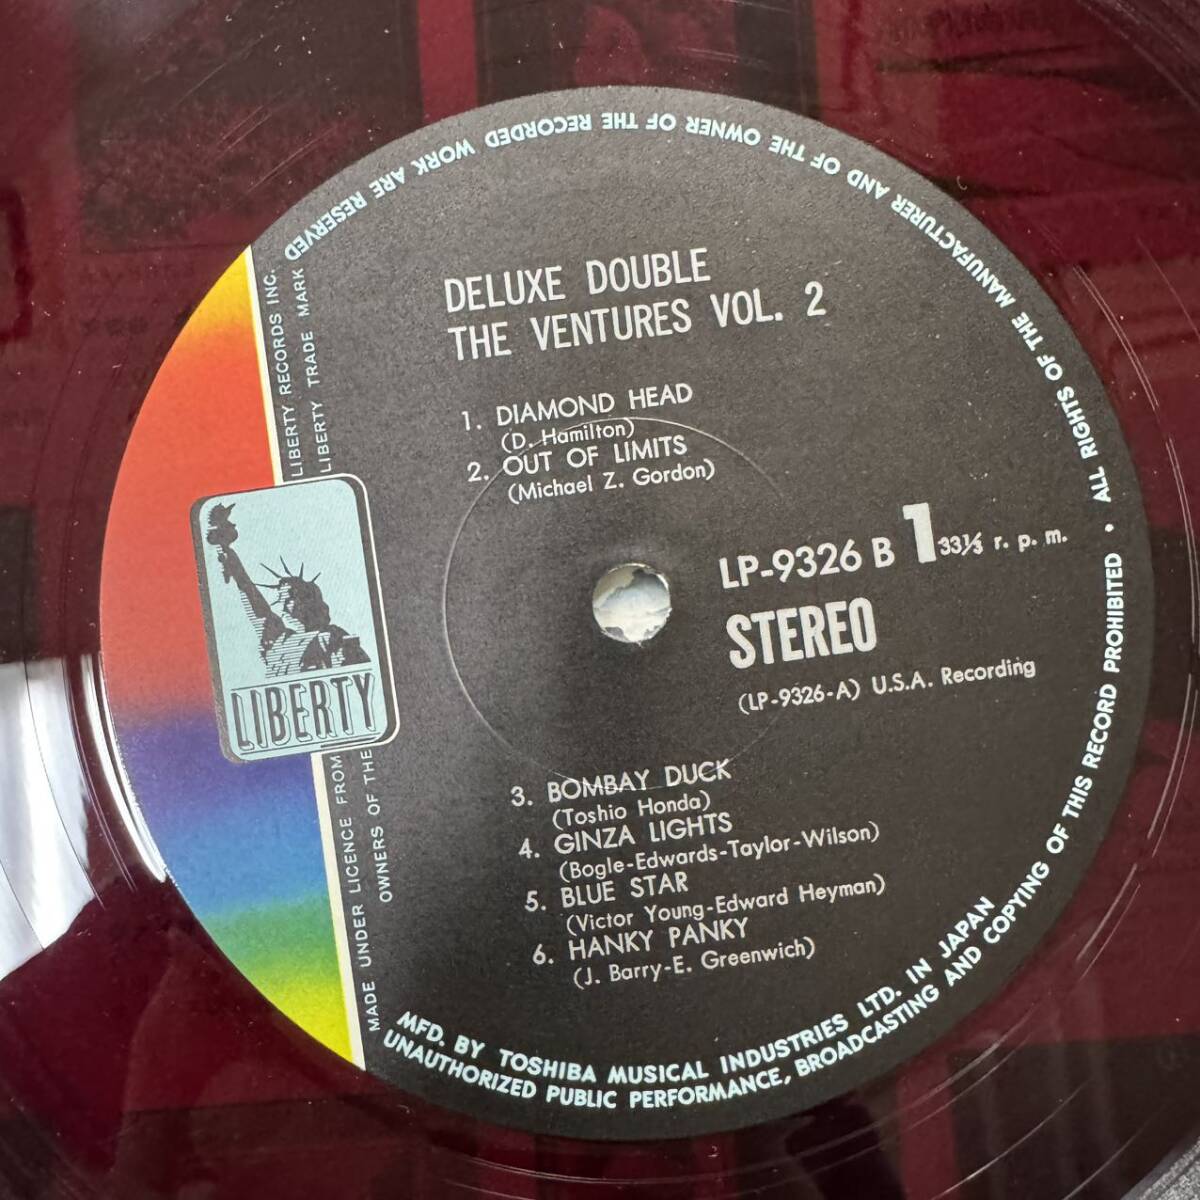 DELUXE DOUBLE
THE VENTURES VOL. 2
1. DIAMOND HEAD
(D. Hamilton)
2. OUT OF LIMITS
(Michael Z. Gordon)
LP-9326 B 1 33⅓ r. p. m.
STEREO
(LP-9326-A) U.S.A. Recording
3. BOMBAY DUCK
(Toshio Honda)
4. GINZA LIGHTS
(Bogle-Edwards-Taylor-Wilson)
5. BLUE STAR
(Victor Young-Edward Heyman)
6. HANKY PANKY
(J. Barry-E. Greenwich)
LIBERTY
MADE UNDER LICENCE FROM LIBERTY RECORDS INC.
OWNERS OF THE LIBERTY TRADE MARK
MFD. BY TOSHIBA MUSICAL INDUSTRIES LTD. IN JAPAN
ALL RIGHTS OF THE MANUFACTURER AND OF THE OWNER OF THE RECORDED WORK ARE RESERVED
UNAUTHORIZED PUBLIC PERFORMANCE, BROADCASTING AND COPYING OF THIS RECORD PROHIBITED •